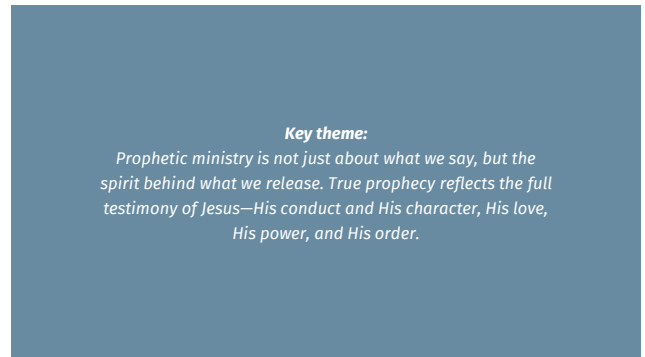 Key theme:
Prophetic ministry is not just about what we say, but the
spirit behind what we release. True prophecy reflects the full
testimony of Jesus—His conduct and His character, His love,
His power, and His order.